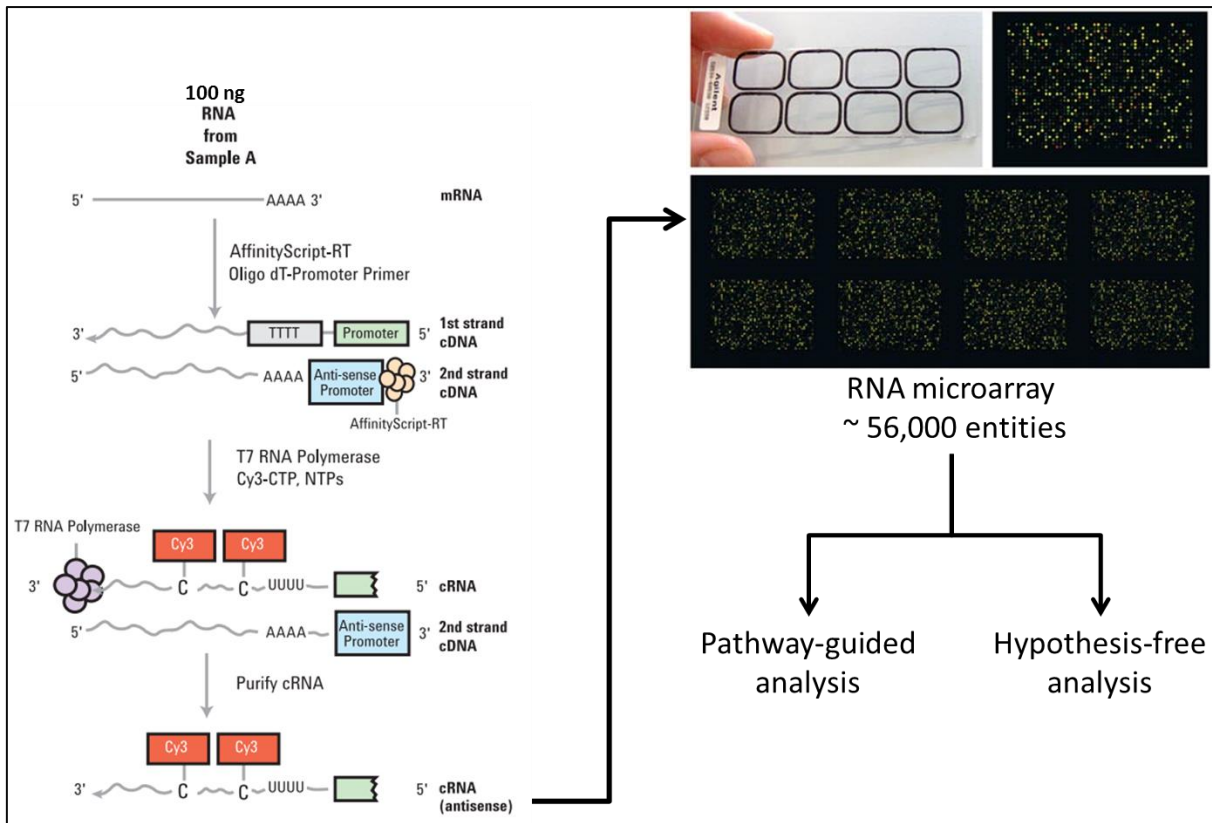 100 ng
RNA
from
Sample A
5' AAAA 3' mRNA
AffinityScript-RT
Oligo dT-Promoter Primer
3' TTTT Promoter 5' 1st strand
cDNA
5' AAAA Anti-sense
Promoter 3' 2nd strand
cDNA
AffinityScript-RT
T7 RNA Polymerase
Cy3-CTP, NTPs
T7 RNA Polymerase
Cy3 Cy3
3' C C UUUU 5' cRNA
5' AAAA Anti-sense
Promoter 3' 2nd strand
cDNA
Purify cRNA
Cy3 Cy3
3' C C UUUU 5' cRNA
(antisense)
Agilent
RNA microarray
~ 56,000 entities
Pathway-guided
analysis
Hypothesis-free
analysis